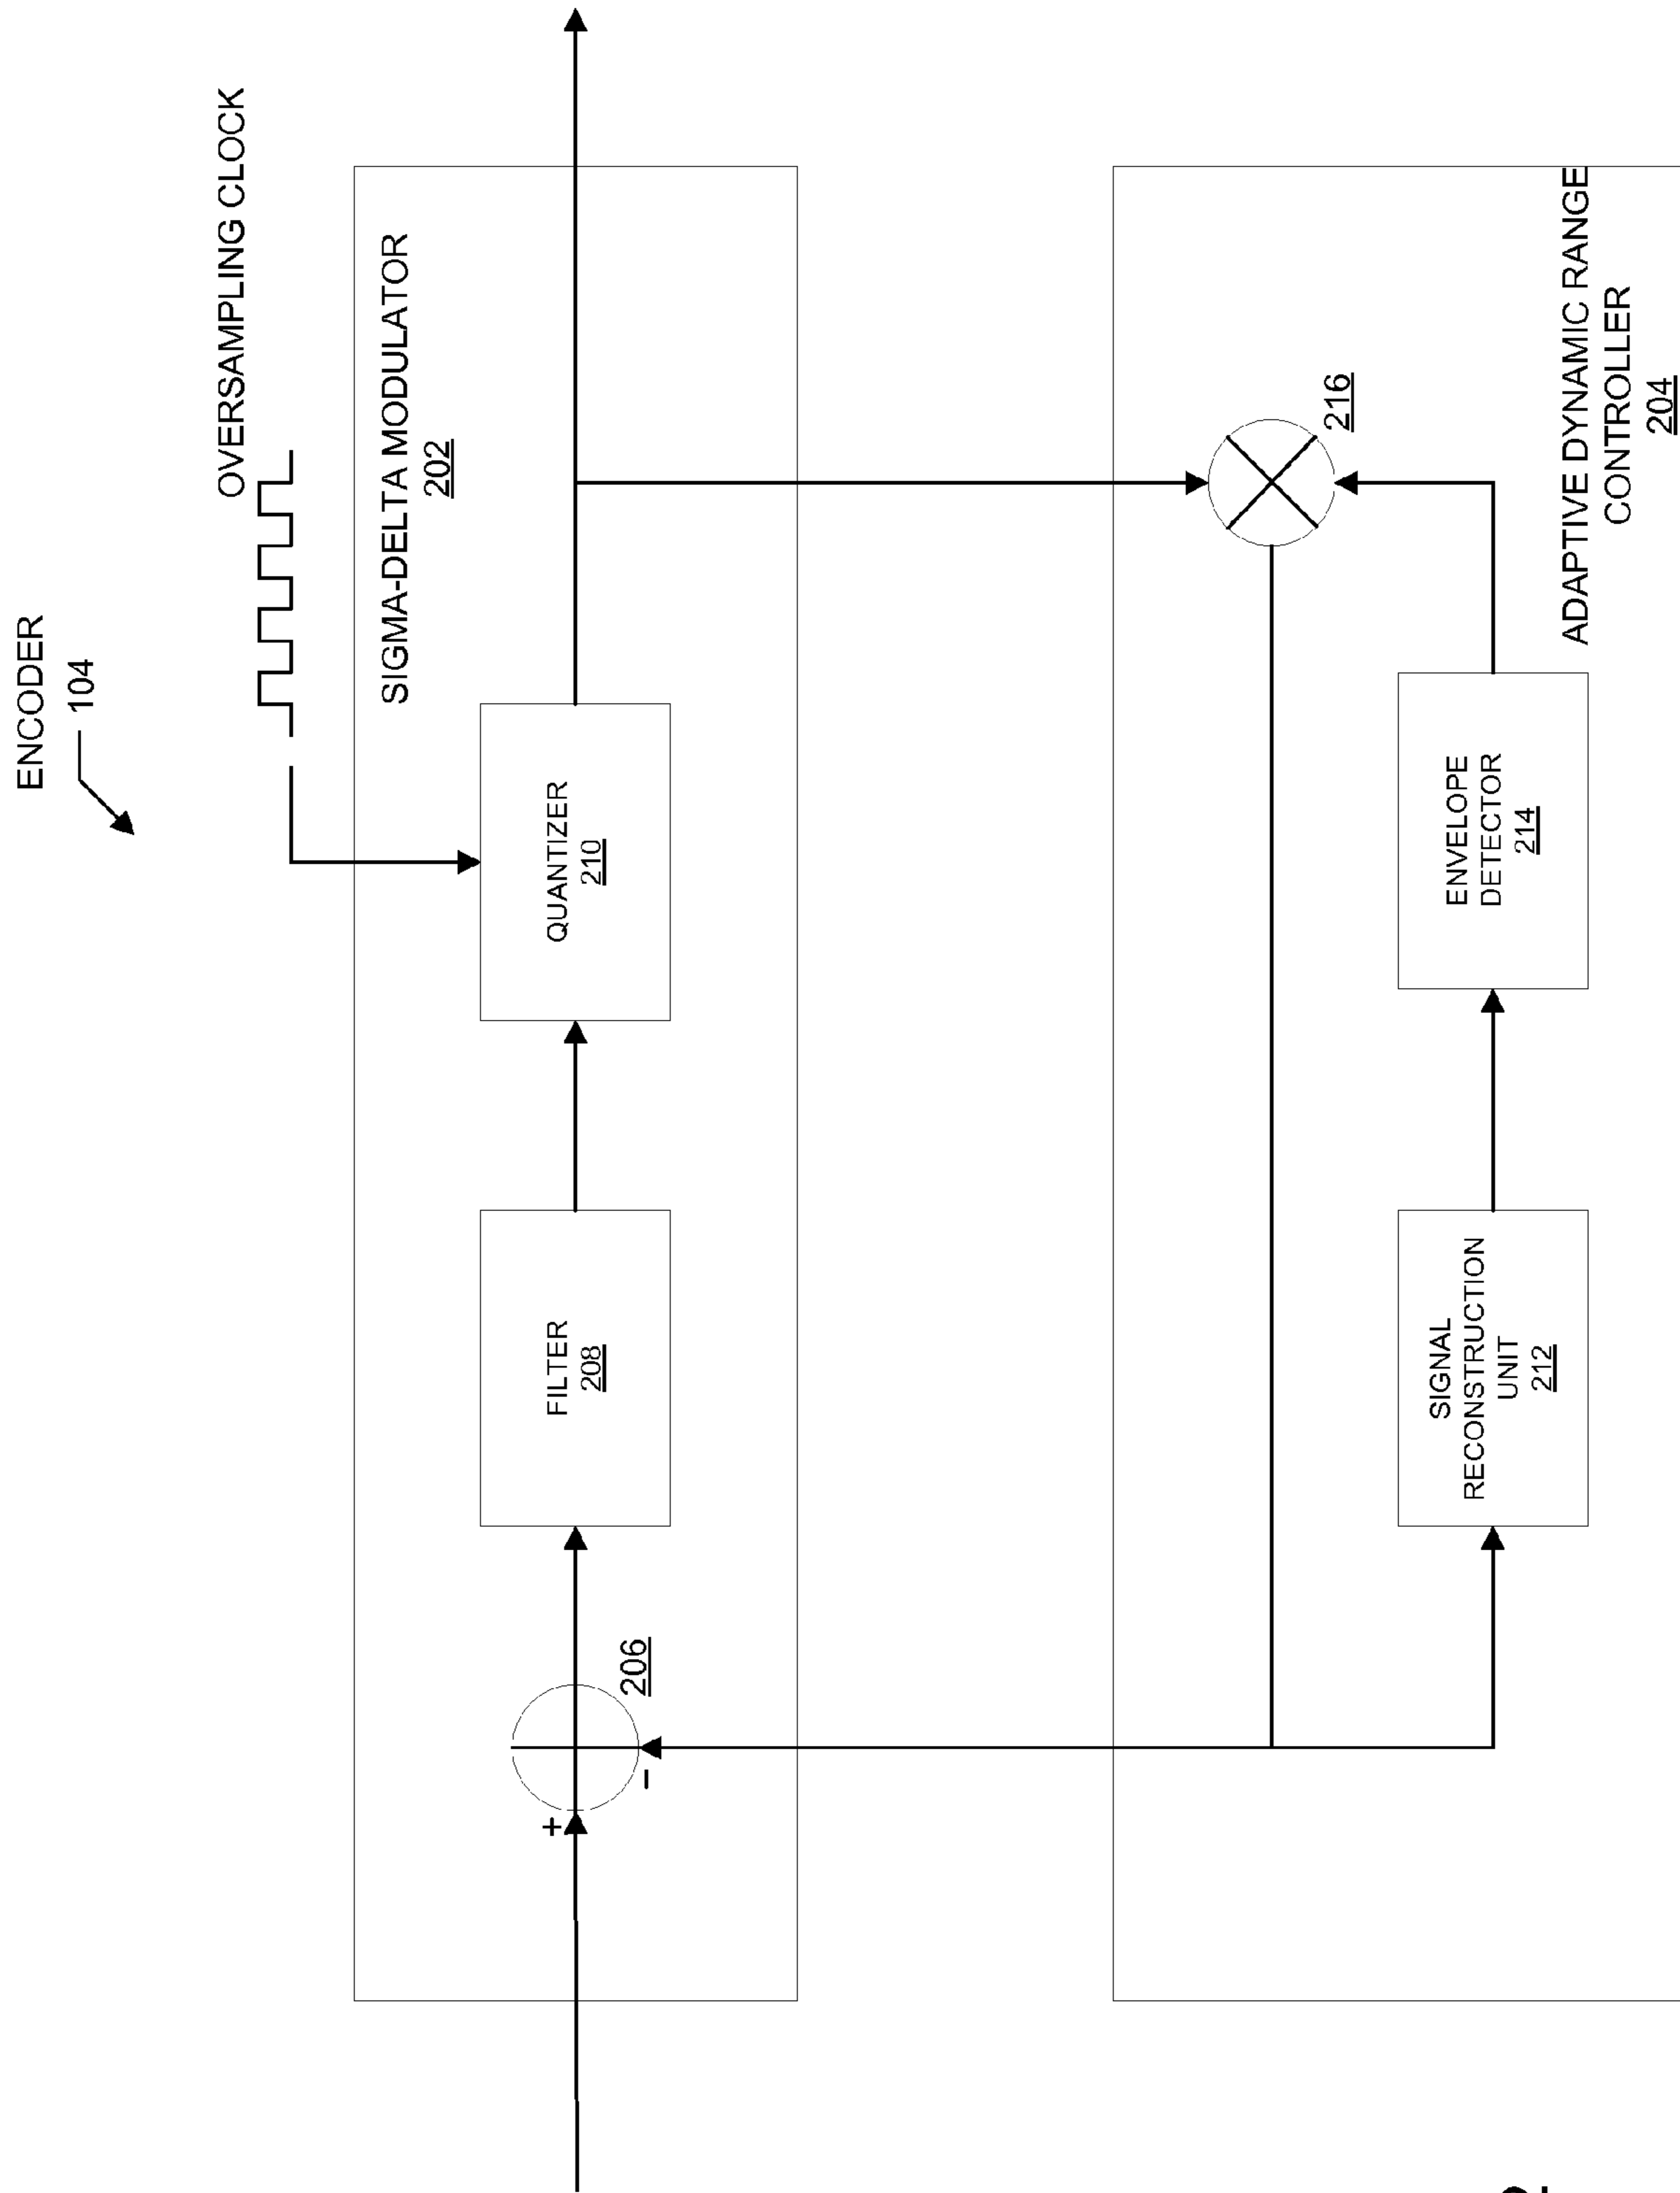 ENCODER
104
OVERSAMPLING CLOCK
SIGMA-DELTA MODULATOR
202
+
-
206
FILTER
208
QUANTIZER
210
216
SIGNAL
RECONSTRUCTION
UNIT
212
ENVELOPE
DETECTOR
214
ADAPTIVE DYNAMIC RANGE
CONTROLLER
204